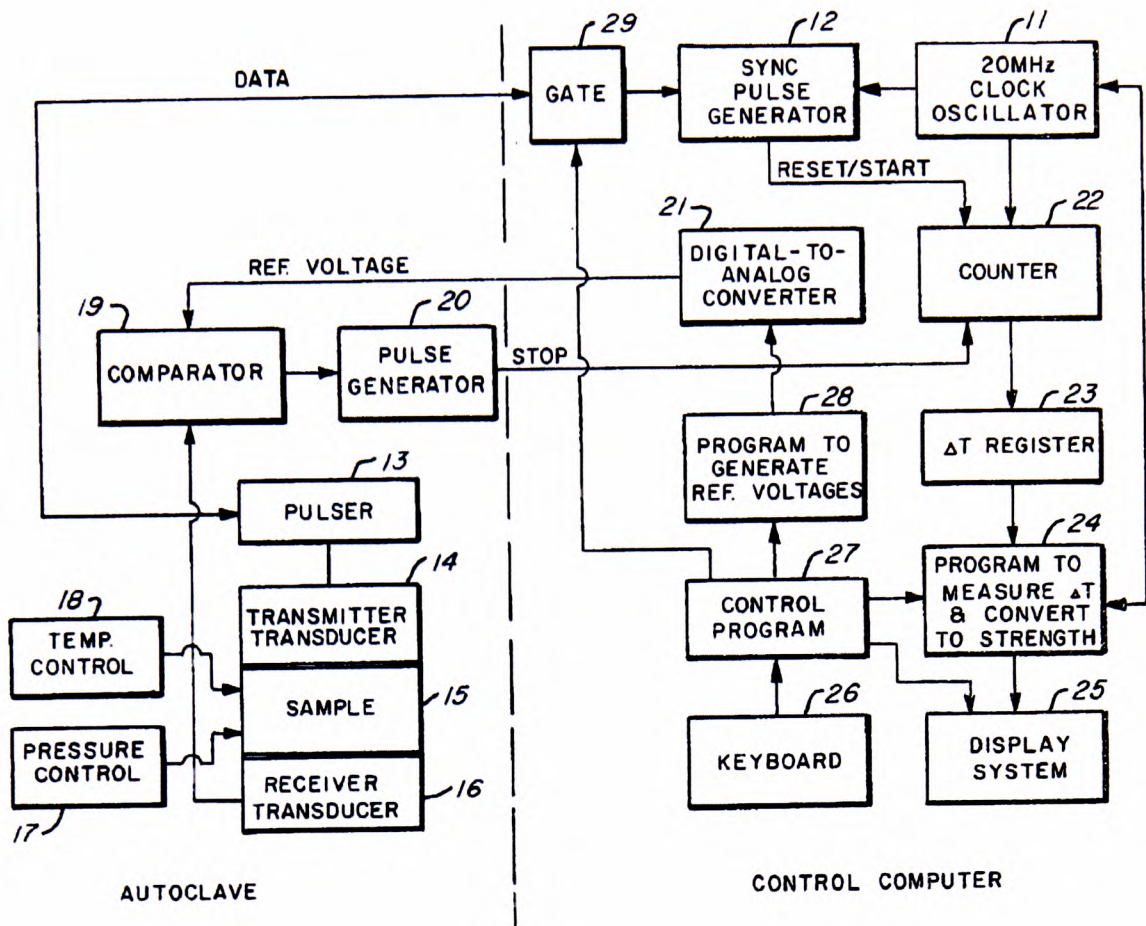 29
12
11
DATA
GATE
SYNC
PULSE
GENERATOR
20MHz
CLOCK
OSCILLATOR
RESET/START
21
22
REF. VOLTAGE
DIGITAL-TO-
ANALOG
CONVERTER
COUNTER
19
20
COMPARATOR
PULSE
GENERATOR
STOP
28
23
PROGRAM TO
GENERATE
REF. VOLTAGES
ΔT REGISTER
13
PULSER
27
24
14
CONTROL
PROGRAM
PROGRAM TO
MEASURE ΔT
& CONVERT
TO STRENGTH
18
TEMP.
CONTROL
TRANSMITTER
TRANSDUCER
SAMPLE
15
26
25
PRESSURE
CONTROL
17
RECEIVER
TRANSDUCER
16
KEYBOARD
DISPLAY
SYSTEM
AUTOCLAVE
CONTROL COMPUTER